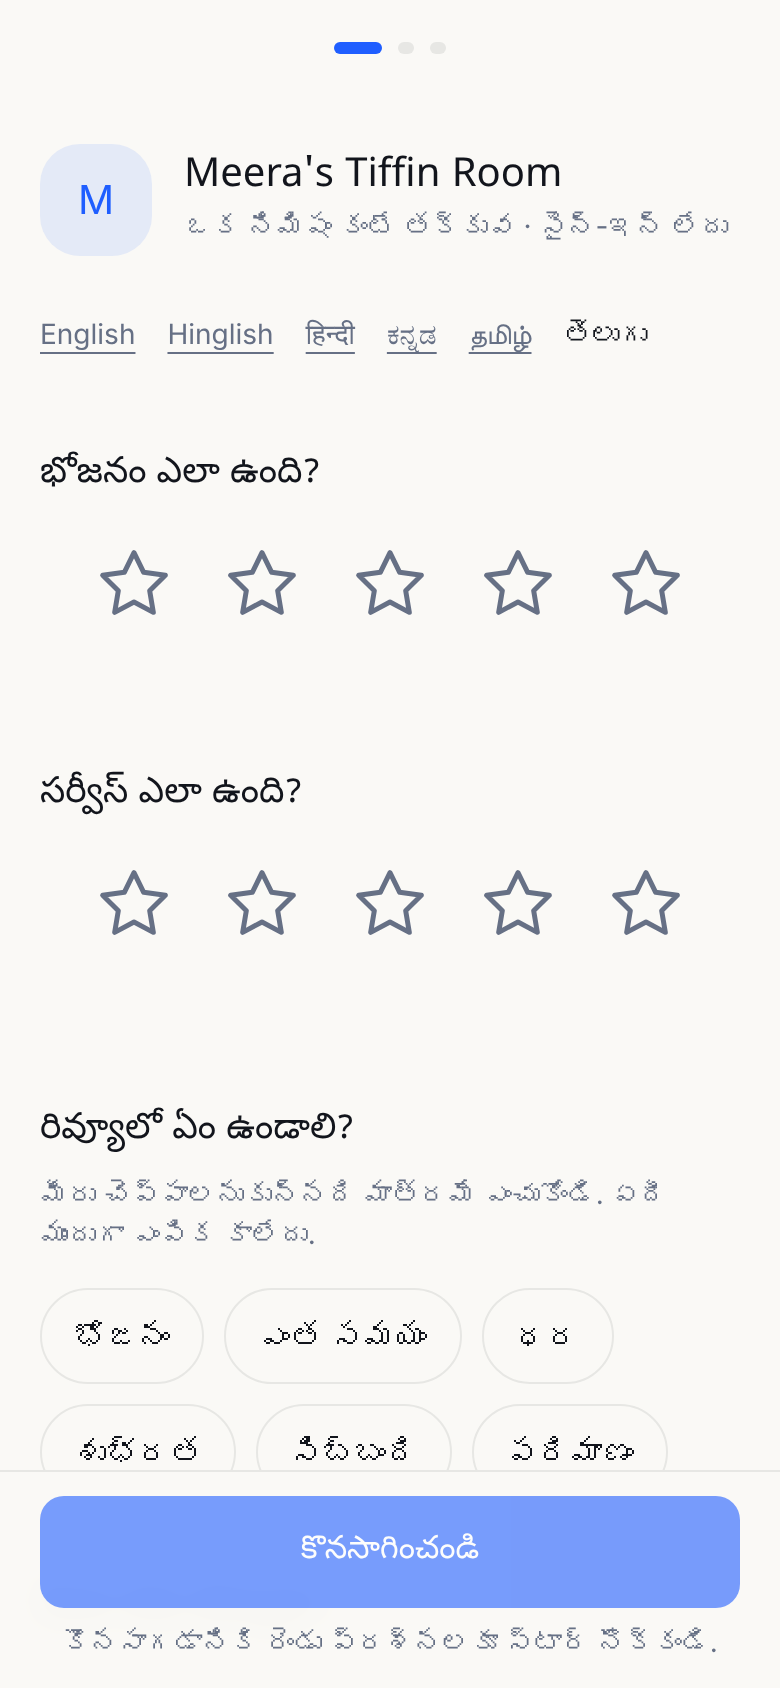 M
Meera's Tiffin Room
ఒక నిమిషం కంటే తక్కువ · సైన్-ఇన్ లేదు
English Hinglish हिन्दी ಕನ್ನಡ தமிழ் తెలుగు
భోజనం ఎలా ఉంది?
సర్వీస్ ఎలా ఉంది?
రివ్యూలో ఏం ఉండాలి?
మీరు చెప్పాలనుకున్నది మాత్రమే ఎంచుకోండి. ఏదీ
ముందుగా ఎంపిక కాలేదు.
భోజనం ఎంత సమయం ధర
శుభ్రత సిబ్బంది పరిమాణం
కొనసాగించండి
కొనసాగడానికి రెండు ప్రశ్నలకూ స్టార్ నొక్కండి.